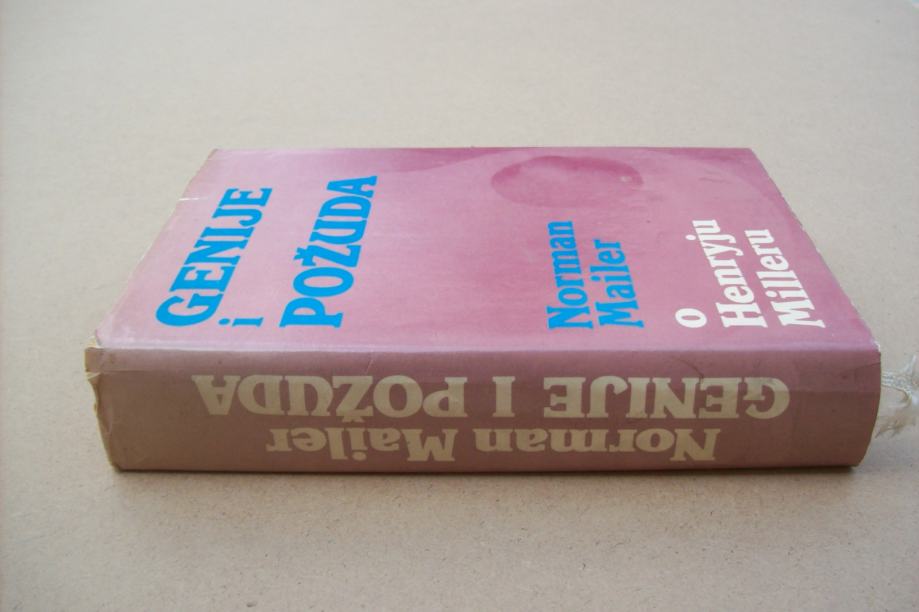 GENIJE
i
POŽUDA
Norman
Mailer
o
Henryju
Milleru
Norman Mailer
GENIJE I POŽUDA